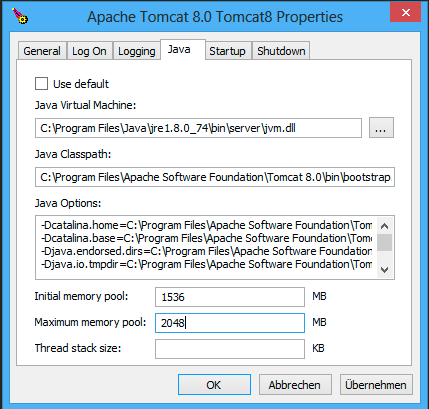 Apache Tomcat 8.0 Tomcat8 Properties
General Log On Logging Java Startup Shutdown
Use default
Java Virtual Machine:
C:\Program Files\Java\jre1.8.0_74\bin\server\jvm.dll
...
Java Classpath:
C:\Program Files\Apache Software Foundation\Tomcat 8.0\bin\bootstrap
Java Options:
-Dcatalina.home=C:\Program Files\Apache Software Foundation\Tom
-Dcatalina.base=C:\Program Files\Apache Software Foundation\Tomc
-Djava.endorsed.dirs=C:\Program Files\Apache Software Foundation\
-Djava.io.tmpdir=C:\Program Files\Apache Software Foundation\Tom
Initial memory pool: 1536 MB
Maximum memory pool: 2048 MB
Thread stack size: KB
OK Abbrechen Übernehmen